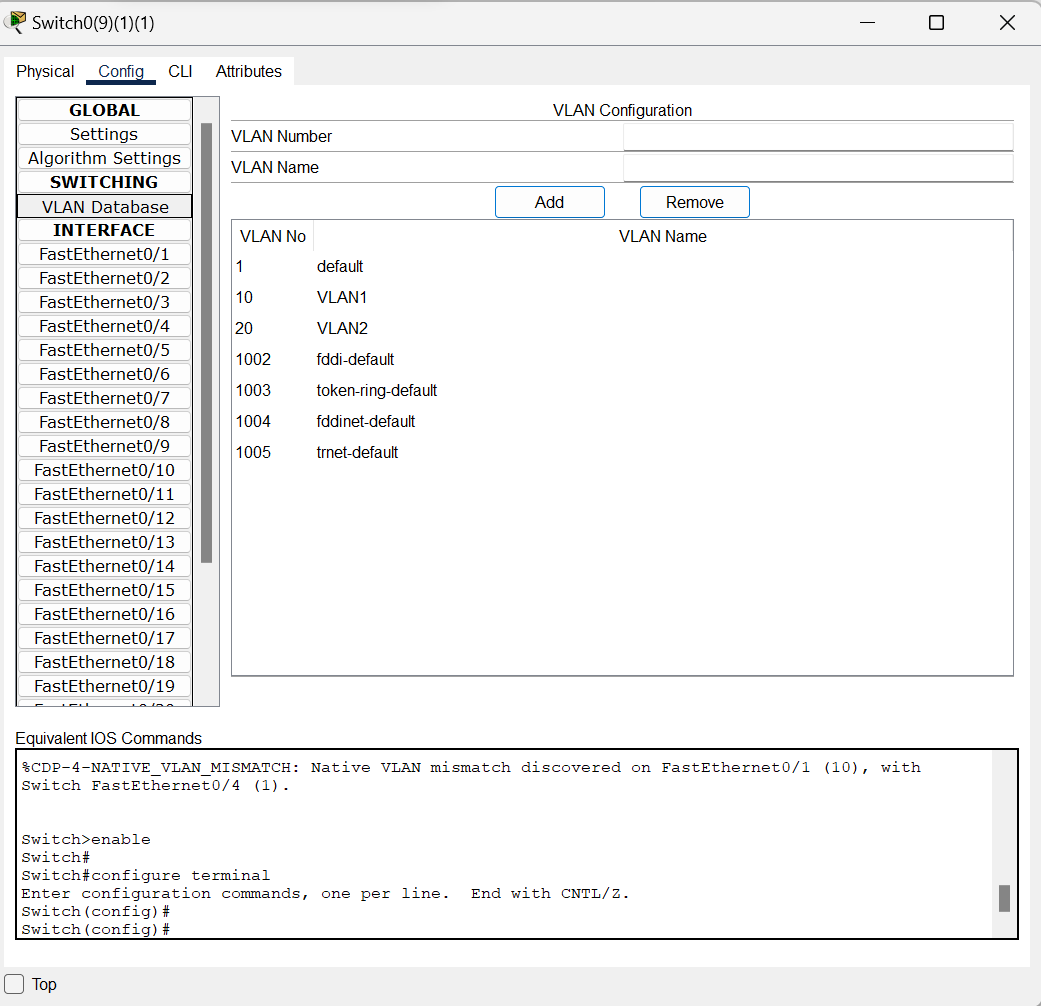 Switch0(9)(1)(1)
Physical Config CLI Attributes
GLOBAL
Settings
Algorithm Settings
SWITCHING
VLAN Database
INTERFACE
FastEthernet0/1
FastEthernet0/2
FastEthernet0/3
FastEthernet0/4
FastEthernet0/5
FastEthernet0/6
FastEthernet0/7
FastEthernet0/8
FastEthernet0/9
FastEthernet0/10
FastEthernet0/11
FastEthernet0/12
FastEthernet0/13
FastEthernet0/14
FastEthernet0/15
FastEthernet0/16
FastEthernet0/17
FastEthernet0/18
FastEthernet0/19
VLAN Configuration
VLAN Number
VLAN Name
Add Remove
VLAN No VLAN Name
1 default
10 VLAN1
20 VLAN2
1002 fddi-default
1003 token-ring-default
1004 fddinet-default
1005 trnet-default
Equivalent IOS Commands
%CDP-4-NATIVE_VLAN_MISMATCH: Native VLAN mismatch discovered on FastEthernet0/1 (10), with
Switch FastEthernet0/4 (1).
Switch>enable
Switch#
Switch#configure terminal
Enter configuration commands, one per line. End with CNTL/Z.
Switch(config)#
Switch(config)#
Top